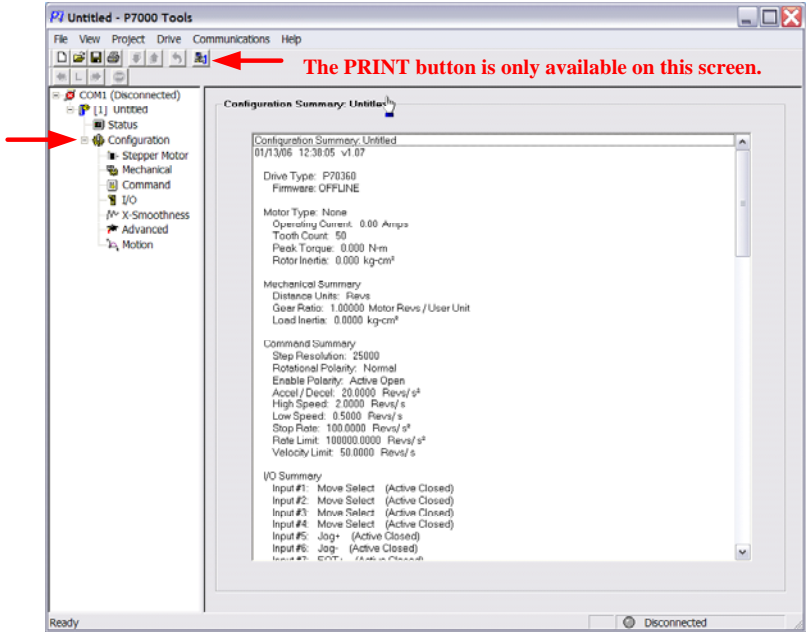 P7 Untitled - P7000 Tools
File View Project Drive Communications Help
The PRINT button is only available on this screen.
COM1 (Disconnected)
[1] Untitled
Status
Configuration
Stepper Motor
Mechanical
Command
I/O
X-Smoothness
Advanced
Motion
Configuration Summary: Untitled
Configuration Summary: Untitled
01/13/06 12:38:05 v1.07
Drive Type: P70360
Firmware: OFFLINE
Motor Type: None
Operating Current: 0.00 Amps
Tooth Count: 50
Peak Torque: 0.000 N-m
Rotor Inertia: 0.000 kg-cm²
Mechanical Summary
Distance Units: Revs
Gear Ratio: 1.00000 Motor Revs / User Unit
Load Inertia: 0.0000 kg-cm²
Command Summary
Step Resolution: 25000
Rotational Polarity: Normal
Enable Polarity: Active Open
Accel / Decel: 20.0000 Revs/s²
High Speed: 2.0000 Revs/s
Low Speed: 0.5000 Revs/s
Stop Rate: 100.0000 Revs/s²
Rate Limit: 100000.0000 Revs/s²
Velocity Limit: 50.0000 Revs/s
I/O Summary
Input #1: Move Select (Active Closed)
Input #2: Move Select (Active Closed)
Input #3: Move Select (Active Closed)
Input #4: Move Select (Active Closed)
Input #5: Jog+ (Active Closed)
Input #6: Jog- (Active Closed)
Input #7: EOT+ (Active Closed)
Ready
Disconnected